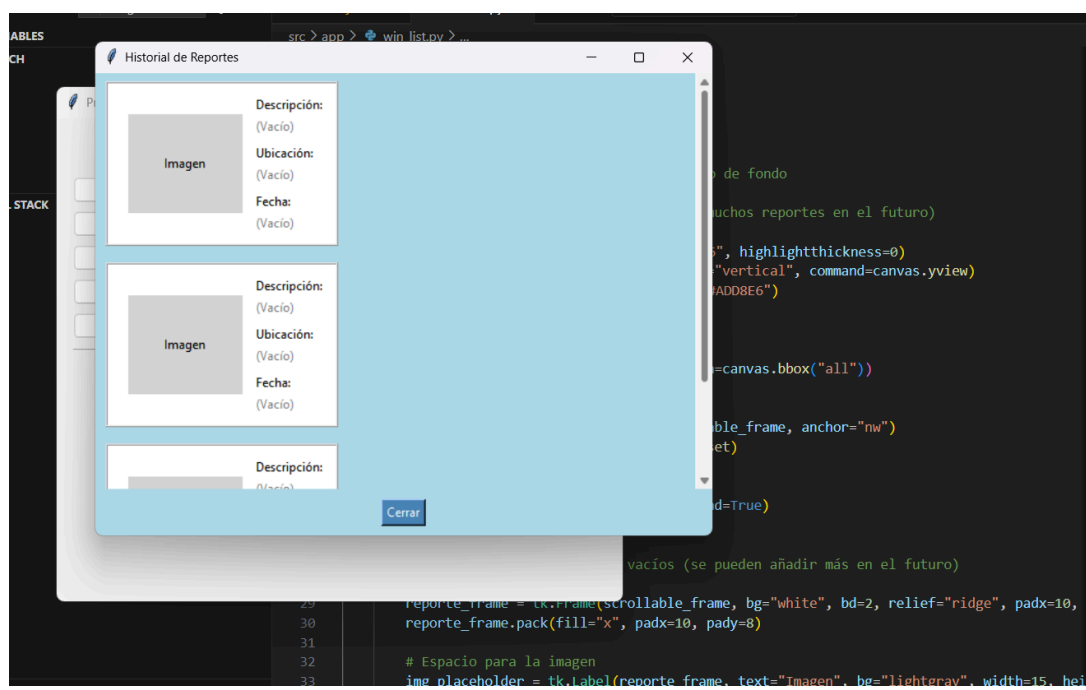 ABLES
CH
L STACK
src > app > win_list.py > ...
Historial de Reportes
Descripción:
(Vacío)
Imagen
Ubicación:
(Vacío)
Fecha:
(Vacío)
Descripción:
(Vacío)
Imagen
Ubicación:
(Vacío)
Fecha:
(Vacío)
Descripción:
Cerrar
de fondo
uchos reportes en el futuro)
", highlightthickness=0)
"vertical", command=canvas.yview)
#ADD8E6")
=canvas.bbox("all"))
ble_frame, anchor="nw")
set)
d=True)
vacíos (se pueden añadir más en el futuro)
29 reporte_frame = tk.Frame(scrollable_frame, bg="white", bd=2, relief="ridge", padx=10,
30 reporte_frame.pack(fill="x", padx=10, pady=8)
31
32 # Espacio para la imagen
33 img_placeholder = tk.Label(reporte_frame, text="Imagen", bg="lightgray", width=15, hei